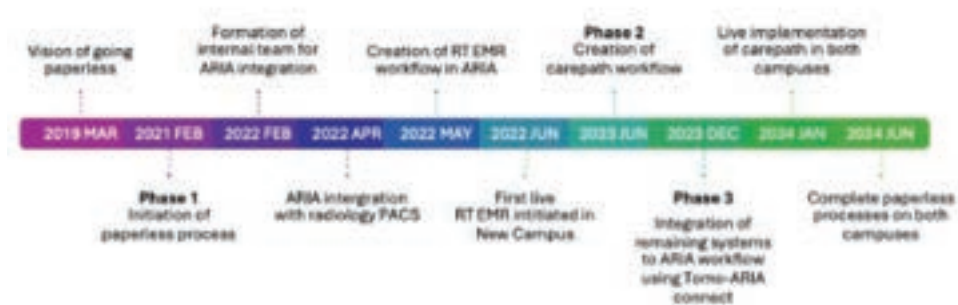 Vision of going
paperless
Formation of
internal team for
ARIA integration
Creation of RT EMR
workflow in ARIA
Phase 2
Creation of
carepath workflow
Live implementation
of carepath in both
campuses
2019 MAR 2021 FEB 2022 FEB 2022 APR 2022 MAY 2022 JUN 2023 JUN 2023 DEC 2034 JAN 2034 JUN
Phase 1
Initiation of
paperless process
ARIA intergration
with radiology PACS
First live
RT EMR intitiated in
New Campus
Phase 3
Integration of
remaining systems
to ARIA workflow
using Tomo-ARIA
connect
Complete paperless
processes on both
campuses